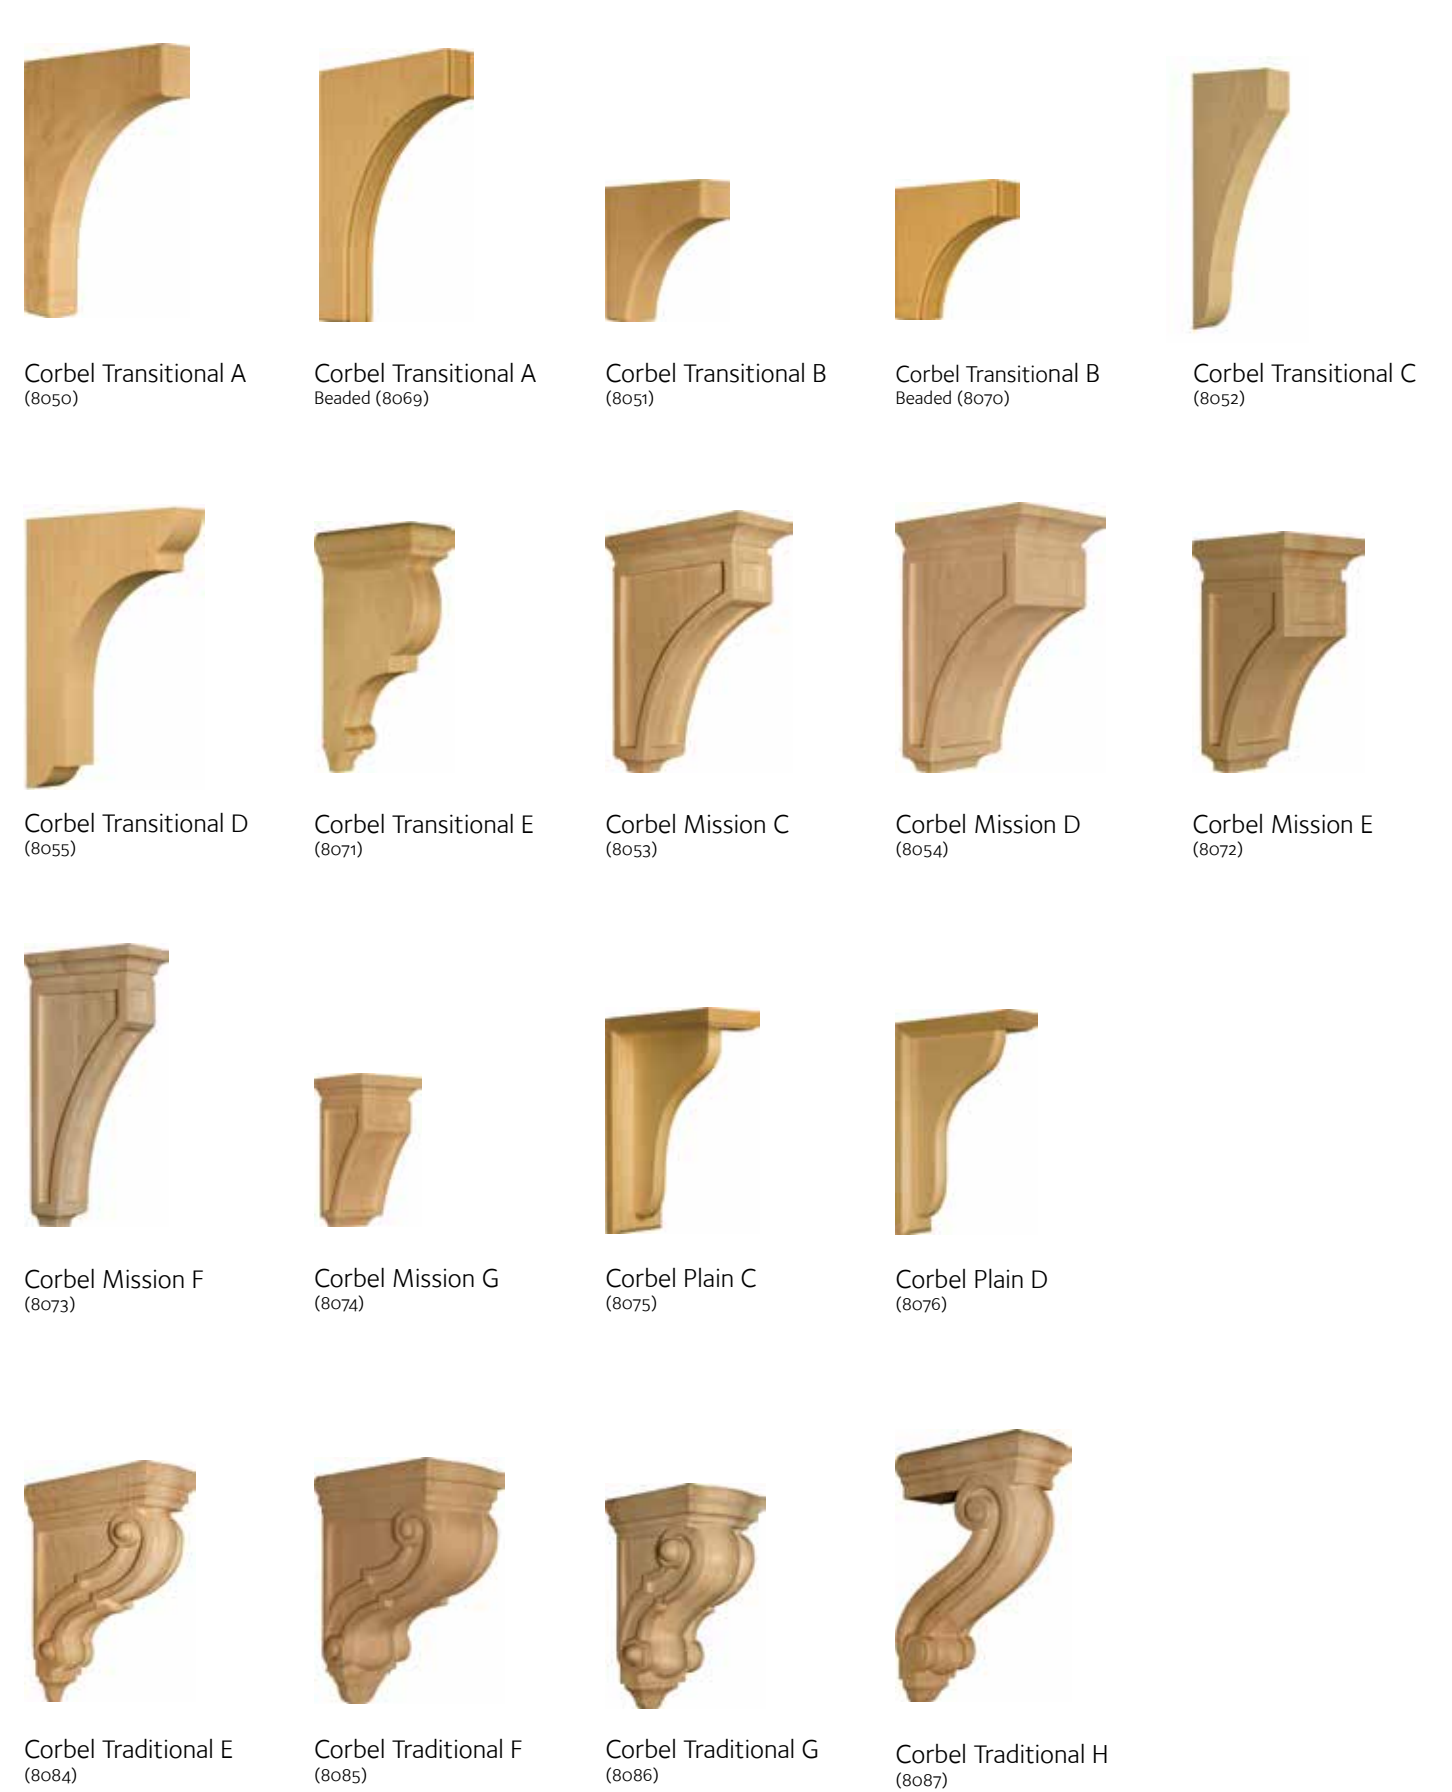 Corbel Transitional A
(8050)
Corbel Transitional A
Beaded (8069)
Corbel Transitional B
(8051)
Corbel Transitional B
Beaded (8070)
Corbel Transitional C
(8052)
Corbel Transitional D
(8055)
Corbel Transitional E
(8071)
Corbel Mission C
(8053)
Corbel Mission D
(8054)
Corbel Mission E
(8072)
Corbel Mission F
(8073)
Corbel Mission G
(8074)
Corbel Plain C
(8075)
Corbel Plain D
(8076)
Corbel Traditional E
(8084)
Corbel Traditional F
(8085)
Corbel Traditional G
(8086)
Corbel Traditional H
(8087)